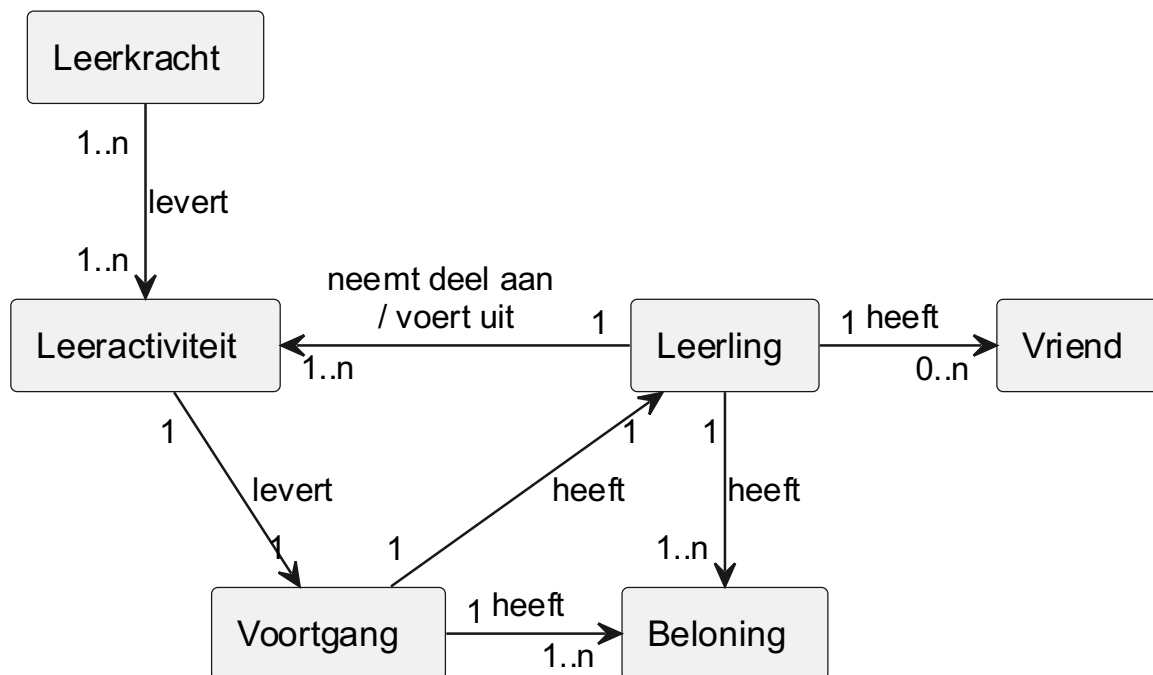 Leerkracht
1..n
levert
1..n
neemt deel aan
/ voert uit
1
1..n
Leeractiviteit
Leerling
1 heeft
0..n
Vriend
1
levert
1
1
heeft
1
1
heeft
1..n
Voortgang
1 heeft
1..n
Beloning